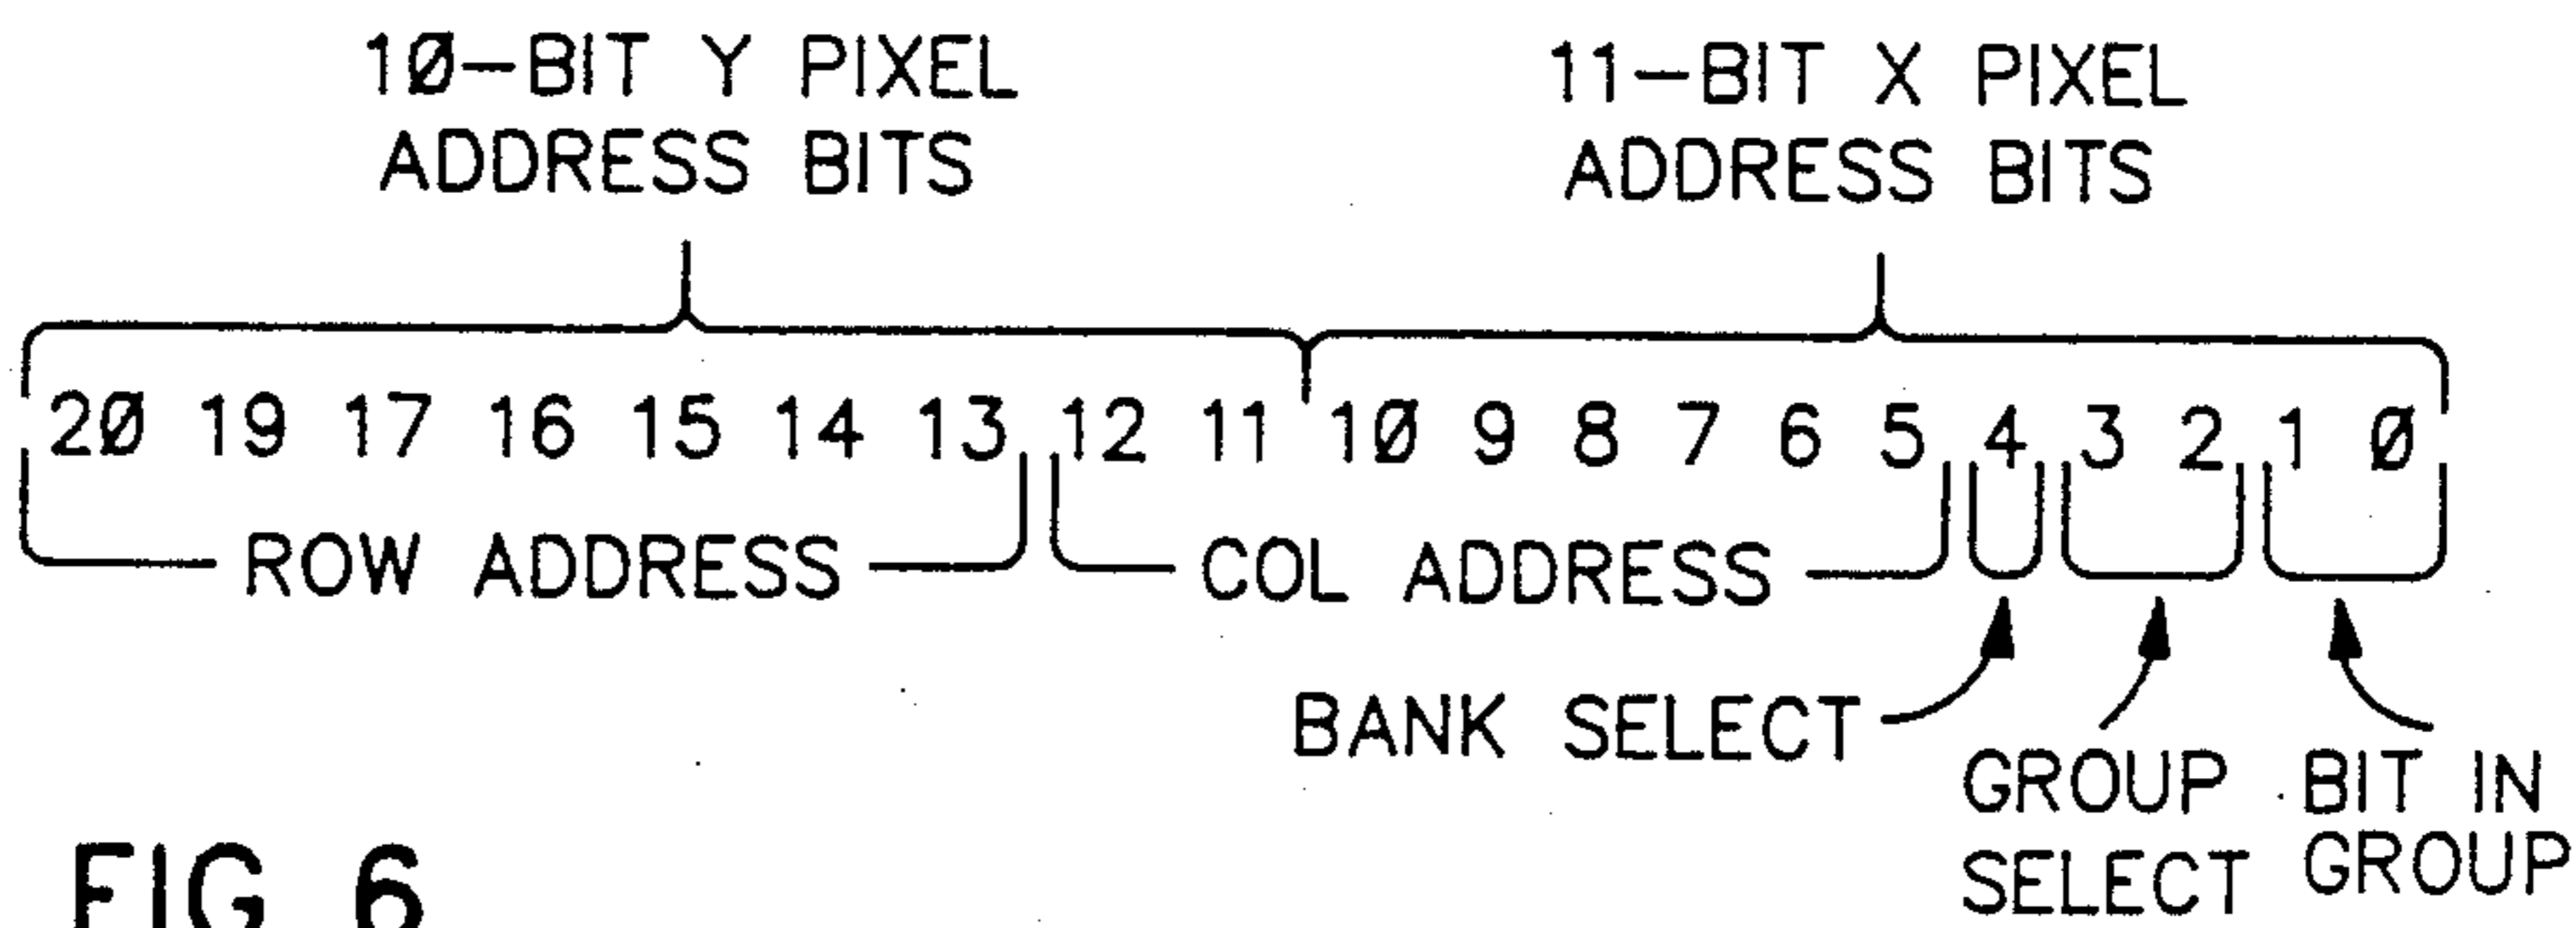 10-BIT Y PIXEL
ADDRESS BITS
11-BIT X PIXEL
ADDRESS BITS
20 19 17 16 15 14 13 12 11 10 9 8 7 6 5 4 3 2 1 0
ROW ADDRESS
COL ADDRESS
BANK SELECT
GROUP
SELECT
BIT IN
GROUP
FIG 6